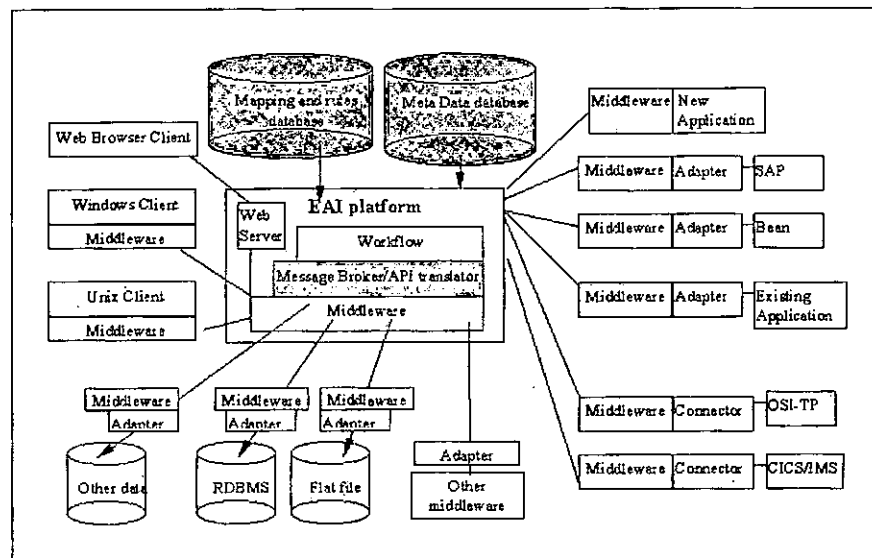 Mapping and rules
database
Meta Data database
Web Browser Client
Windows Client
Middleware
Unix Client
Middleware
EAI platform
Web
Server
Workflow
Message Broker/API translator
Middleware
Middleware New
Application
Middleware Adapter SAP
Middleware Adapter Bean
Middleware Adapter Existing
Application
Middleware Connector OSI-TP
Middleware Connector CICS/IMS
Middleware
Adapter
Other data
Middleware
Adapter
RDBMS
Middleware
Adapter
Flat file
Adapter
Other
middleware